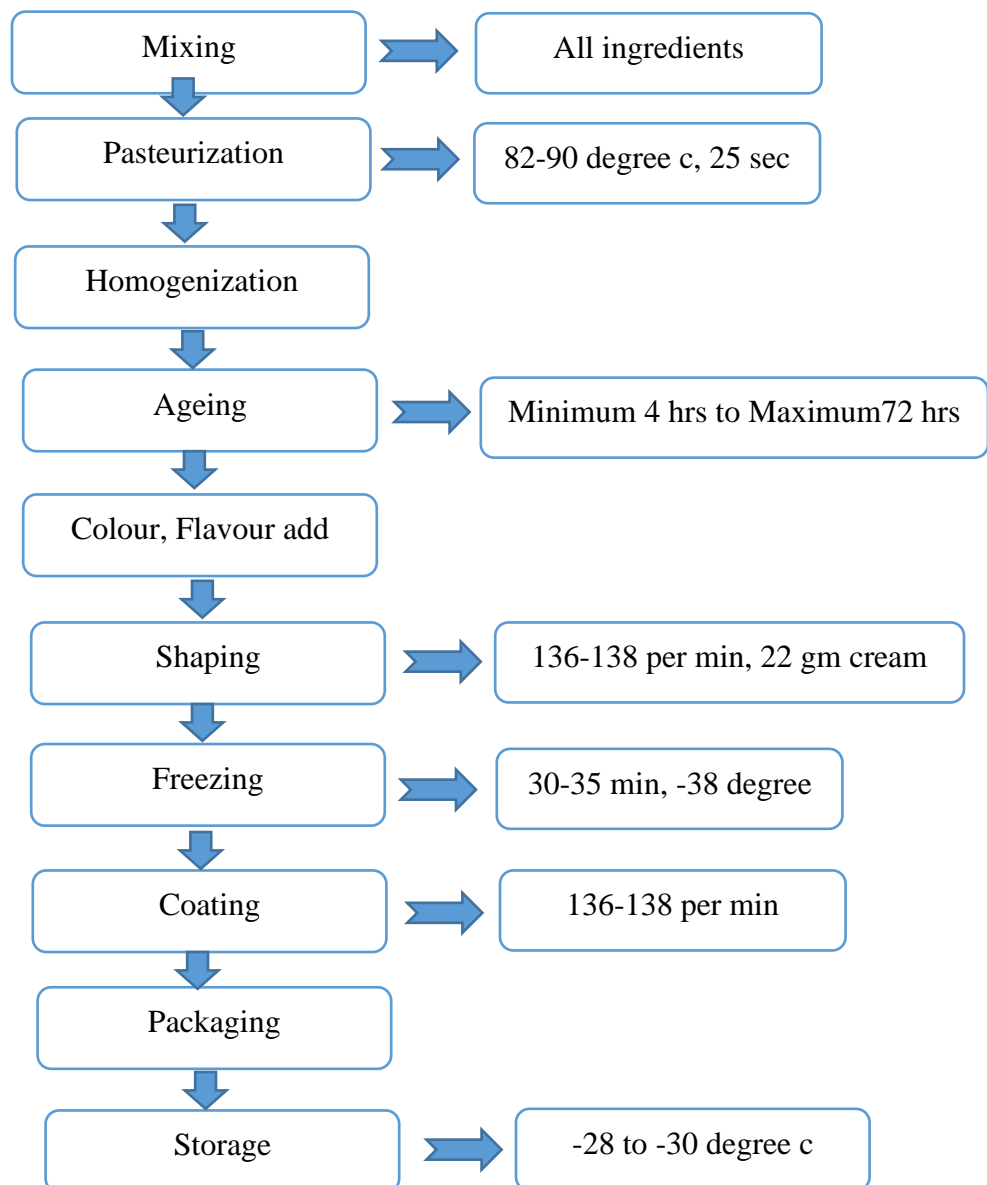 Mixing
All ingredients
Pasteurization
82-90 degree c, 25 sec
Homogenization
Ageing
Minimum 4 hrs to Maximum72 hrs
Colour, Flavour add
Shaping
136-138 per min, 22 gm cream
Freezing
30-35 min, -38 degree
Coating
136-138 per min
Packaging
Storage
-28 to -30 degree c